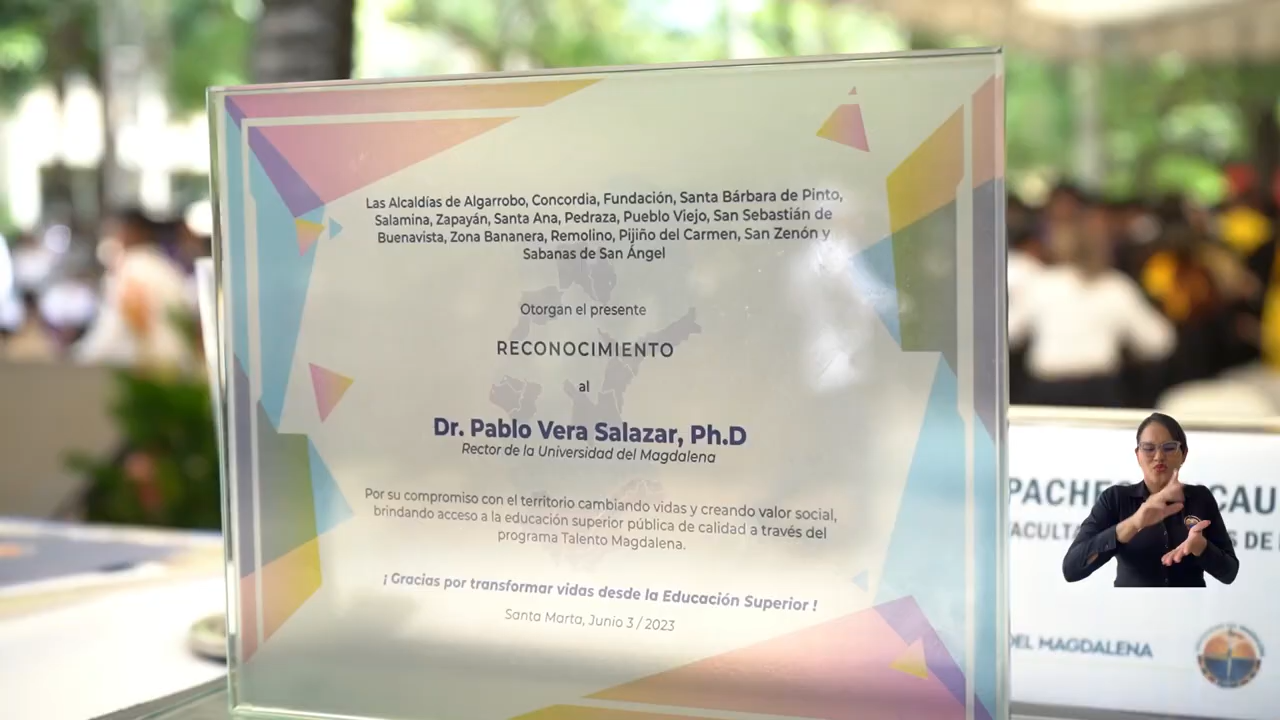 Las Alcaldías de Algarrobo, Concordia, Fundación, Santa Bárbara de Pinto,
Salamina, Zapayán, Santa Ana, Pedraza, Pueblo Viejo, San Sebastián de
Buenavista, Zona Bananera, Remolino, Pijiño del Carmen, San Zenón y
Sabanas de San Ángel
Otorgan el presente
RECONOCIMIENTO
al
Dr. Pablo Vera Salazar, Ph.D
Rector de la Universidad del Magdalena
Por su compromiso con el territorio cambiando vidas y creando valor social,
brindando acceso a la educación superior pública de calidad a través del
programa Talento Magdalena.
¡ Gracias por transformar vidas desde la Educación Superior !
Santa Marta, Junio 3 / 2023
DEL MAGDALENA